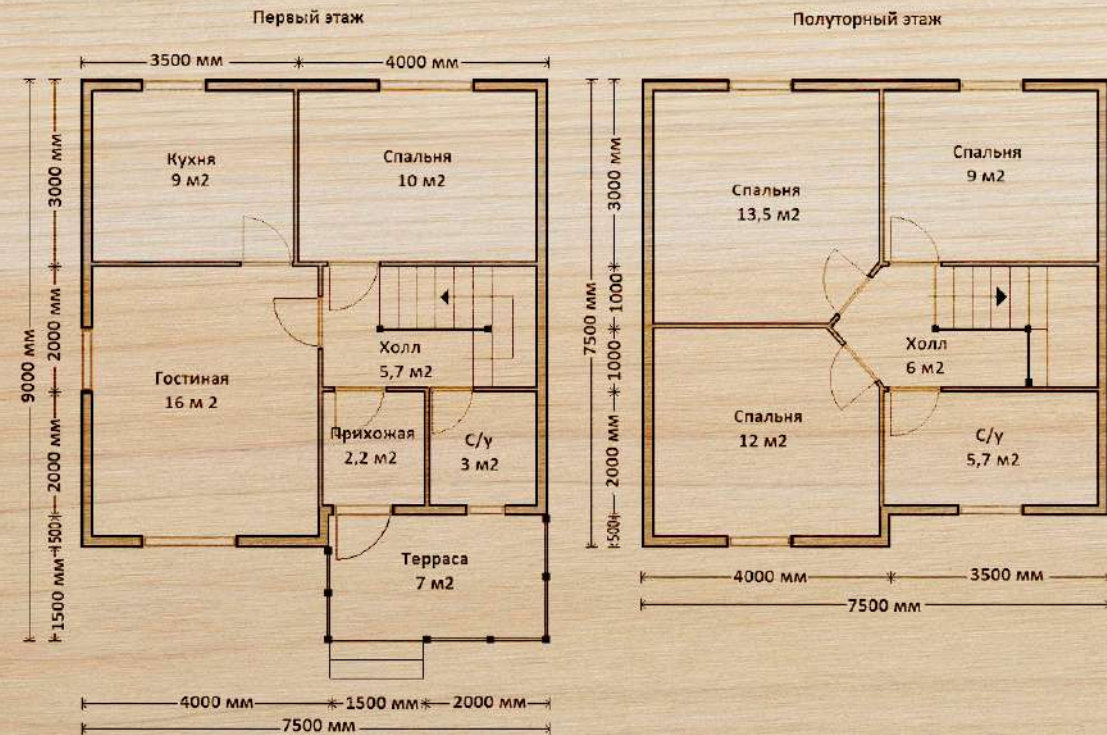 Первый этаж
3500 мм
4000 мм
9000 мм
3000 мм
2000 мм
2000 мм
500
1500 мм
Кухня
9 м2
Спальня
10 м2
Гостиная
16 м 2
Холл
5,7 м2
Прихожая
2,2 м2
С/у
3 м2
Терраса
7 м2
4000 мм
1500 мм
2000 мм
7500 мм
Полуторный этаж
7500 мм
3000 мм
1000
1000
2000 мм
500
Спальня
13,5 м2
Спальня
9 м2
Холл
6 м2
Спальня
12 м2
С/у
5,7 м2
4000 мм
3500 мм
7500 мм